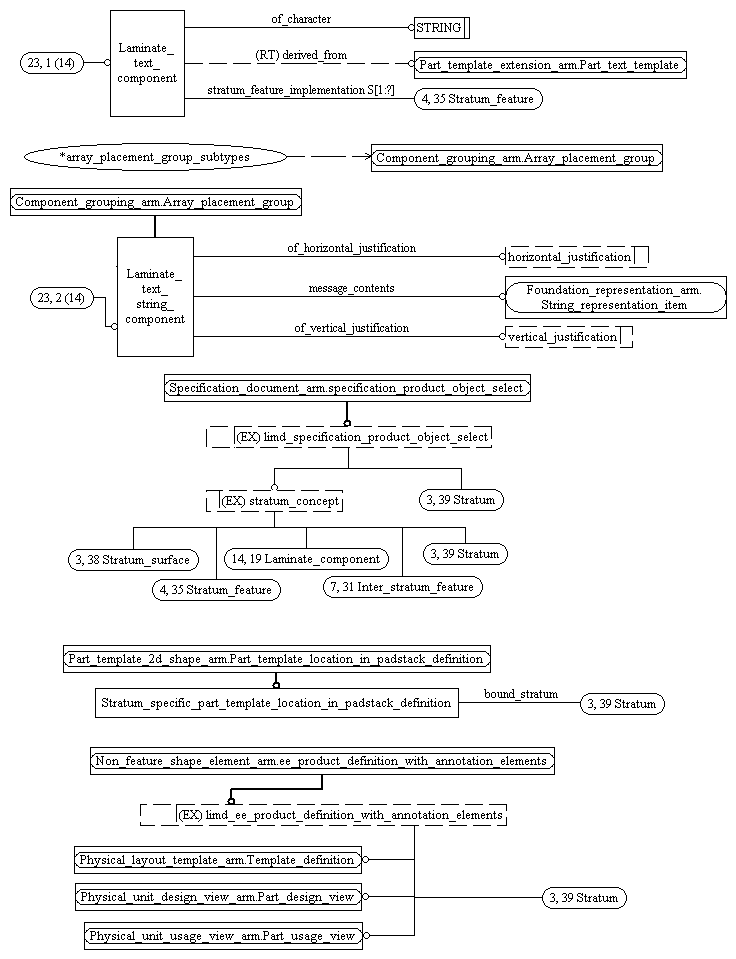 of_character
STRING
Laminate_
text_
component
23, 1 (14)
(RT) derived_from
Part_template_extension_arm.Part_text_template
stratum_feature_implementation S[1:?]
4, 35 Stratum_feature
*array_placement_group_subtypes
Component_grouping_arm.Array_placement_group
Component_grouping_arm.Array_placement_group
of_horizontal_justification
horizontal_justification
Laminate_
text_
string_
component
23, 2 (14)
message_contents
Foundation_representation_arm.
String_representation_item
of_vertical_justification
vertical_justification
Specification_document_arm.specification_product_object_select
(EX) limd_specification_product_object_select
(EX) stratum_concept
3, 39 Stratum
3, 38 Stratum_surface
14, 19 Laminate_component
3, 39 Stratum
4, 35 Stratum_feature
7, 31 Inter_stratum_feature
Part_template_2d_shape_arm.Part_template_location_in_padstack_definition
Stratum_specific_part_template_location_in_padstack_definition
bound_stratum
3, 39 Stratum
Non_feature_shape_element_arm.ee_product_definition_with_annotation_elements
(EX) limd_ee_product_definition_with_annotation_elements
Physical_layout_template_arm.Template_definition
Physical_unit_design_view_arm.Part_design_view
3, 39 Stratum
Physical_unit_usage_view_arm.Part_usage_view